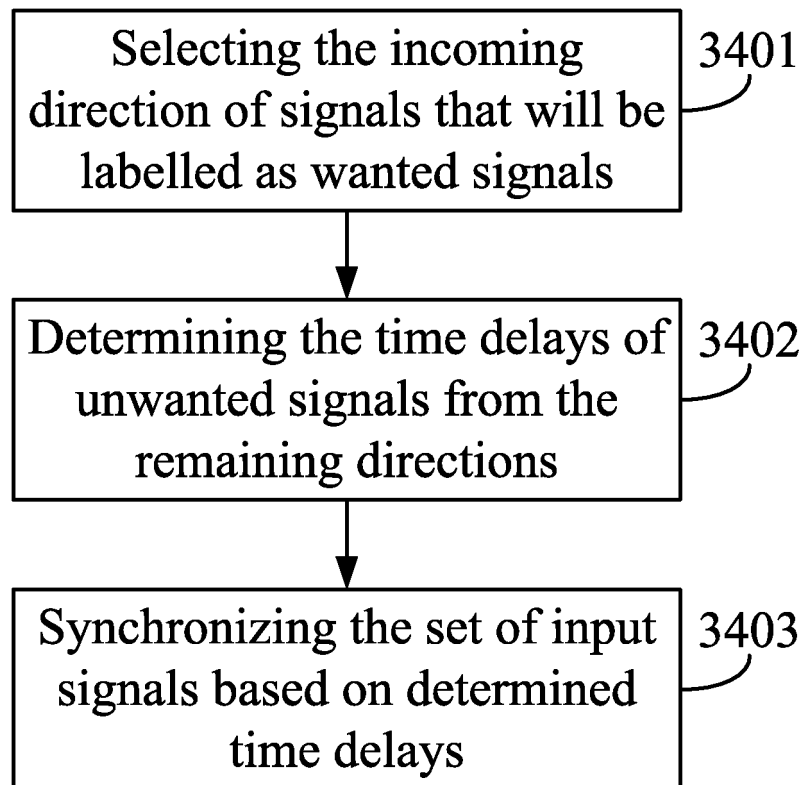 Selecting the incoming
direction of signals that will be
labelled as wanted signals
3401
Determining the time delays of
unwanted signals from the
remaining directions
3402
Synchronizing the set of input
signals based on determined
time delays
3403